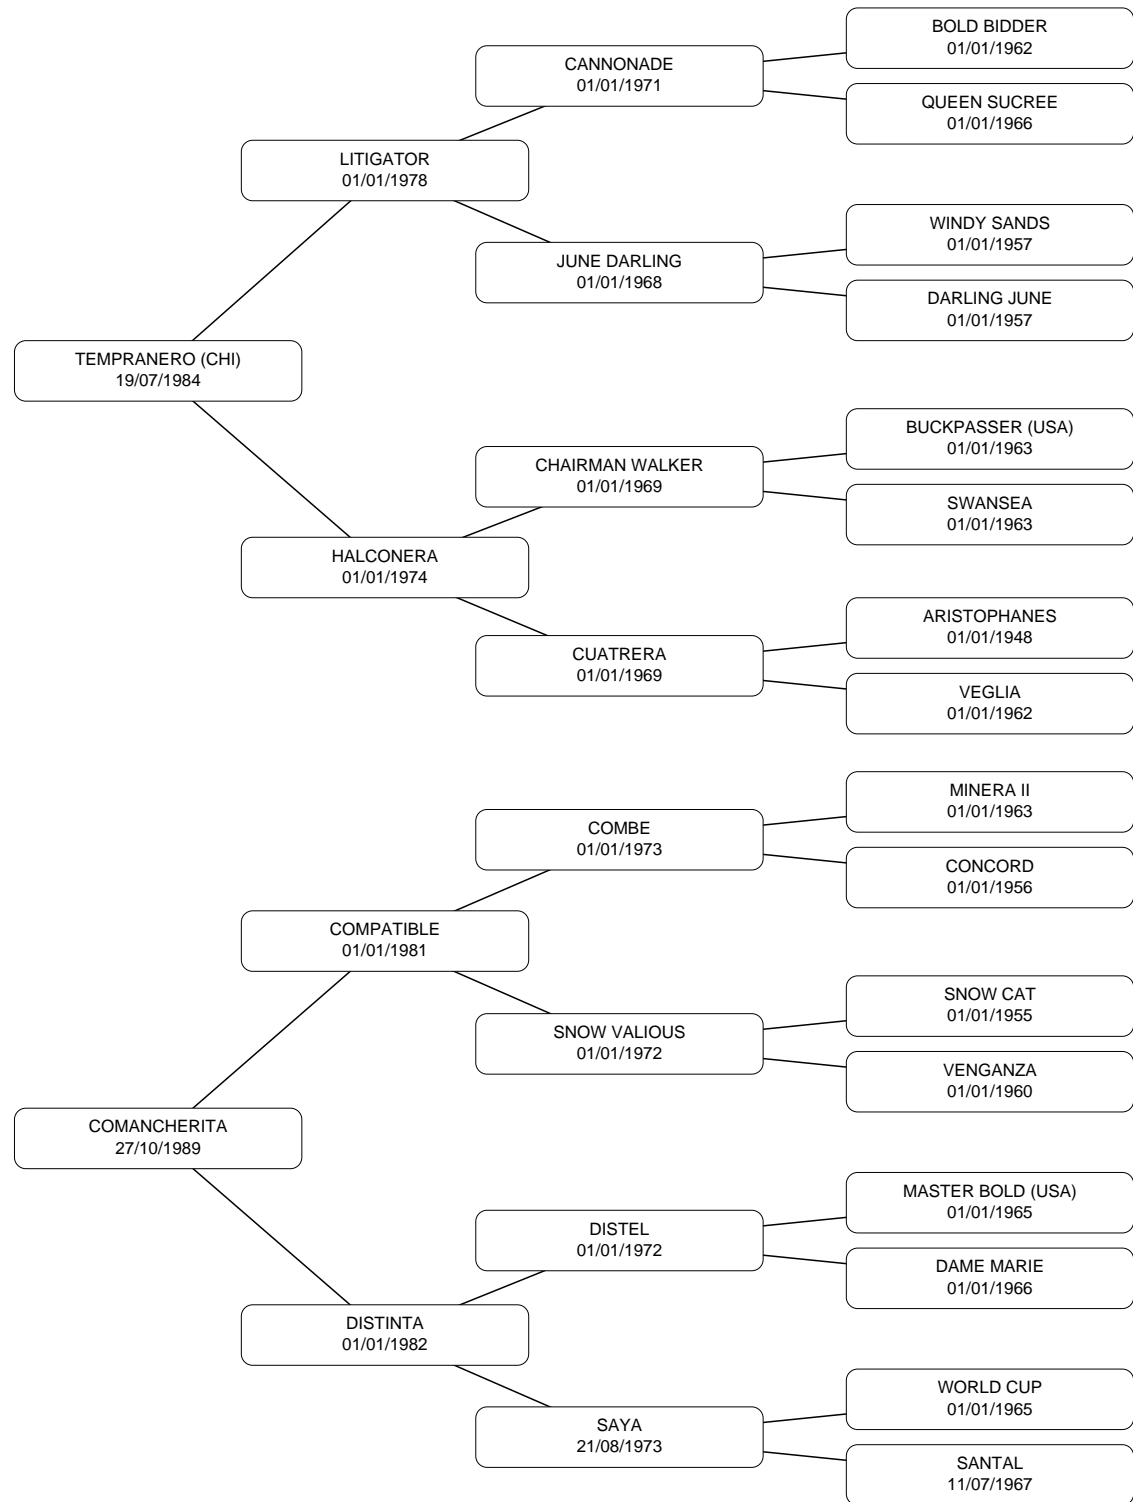 BOLD BIDDER
01/01/1962
CANNONADE
01/01/1971
QUEEN SUCREE
01/01/1966
LITIGATOR
01/01/1978
WINDY SANDS
01/01/1957
JUNE DARLING
01/01/1968
DARLING JUNE
01/01/1957
TEMPRANERO (CHI)
19/07/1984
BUCKPASSER (USA)
01/01/1963
CHAIRMAN WALKER
01/01/1969
SWANSEA
01/01/1963
HALCONERA
01/01/1974
ARISTOPHANES
01/01/1948
CUATRERA
01/01/1969
VEGLIA
01/01/1962
MINERA II
01/01/1963
COMBE
01/01/1973
CONCORD
01/01/1956
COMPATIBLE
01/01/1981
SNOW CAT
01/01/1955
SNOW VALIOUS
01/01/1972
VENGANZA
01/01/1960
COMANCHERITA
27/10/1989
MASTER BOLD (USA)
01/01/1965
DISTEL
01/01/1972
DAME MARIE
01/01/1966
DISTINTA
01/01/1982
WORLD CUP
01/01/1965
SAYA
21/08/1973
SANTAL
11/07/1967